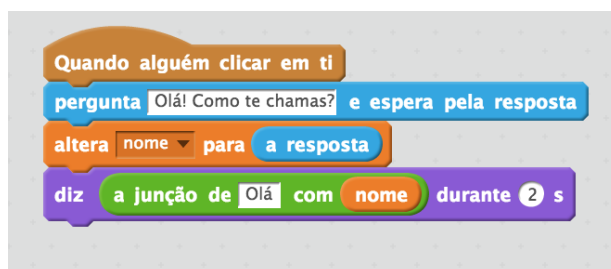 Quando alguém clicar em ti
pergunta Olá! Como te chamas? e espera pela resposta
altera nome para a resposta
diz a junção de Olá com nome durante 2 s